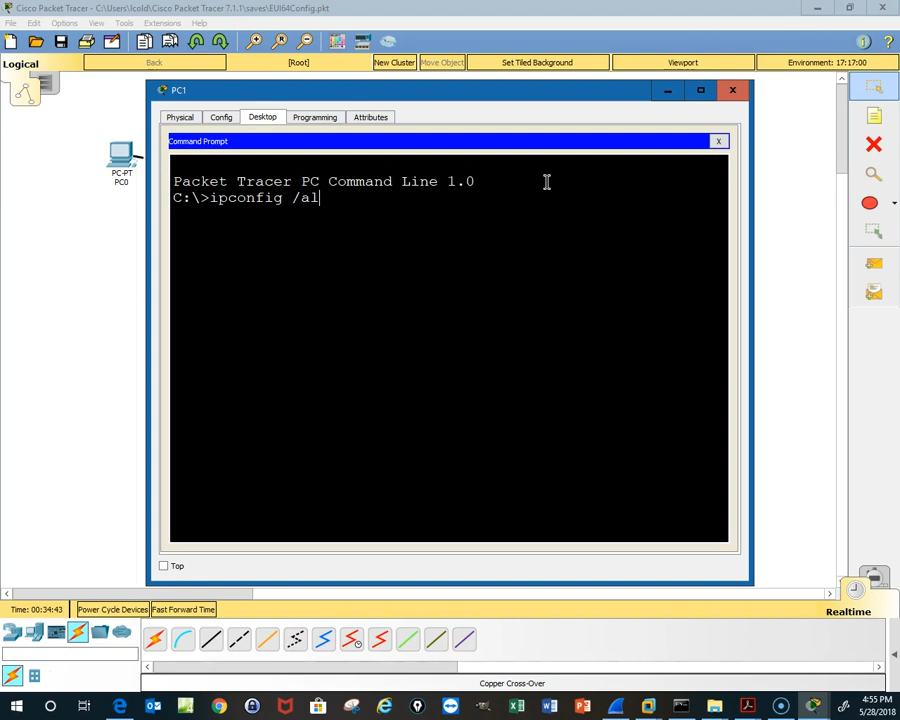 Cisco Packet Tracer - C:\Users\lcold\Cisco Packet Tracer 7.1.1\saves\EUI64Config.pkt
File Edit Options View Tools Extensions Help
Logical Back [Root] New Cluster Move Object Set Tiled Background Viewport Environment: 17:17:00
PC1
Physical Config Desktop Programming Attributes
Command Prompt X
PC-PT
PC0
Packet Tracer PC Command Line 1.0
C:\>ipconfig /al
Top
Time: 00:34:43 Power Cycle Devices Fast Forward Time Realtime
Copper Cross-Over
4:55 PM
5/28/2018